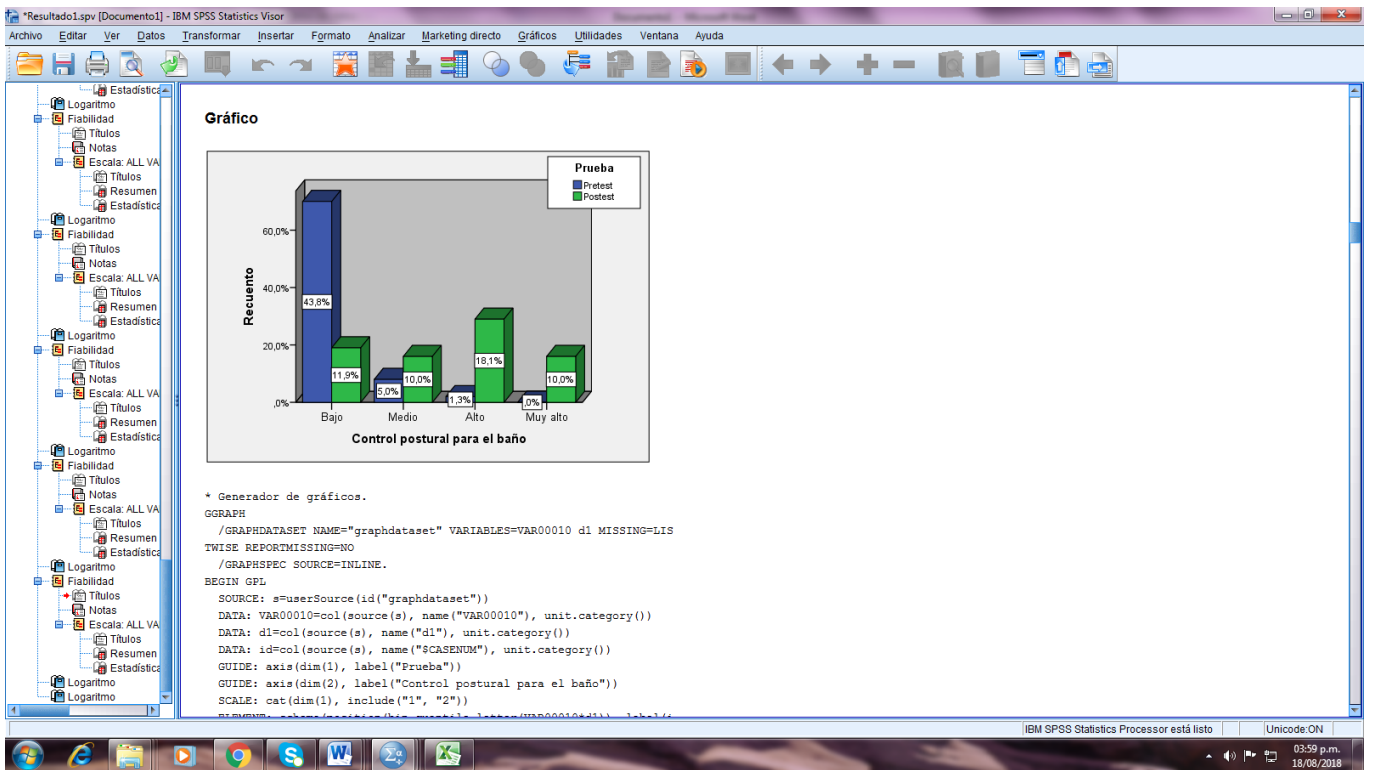 *Resultado1.spv [Documento1] - IBM SPSS Statistics Visor
Archivo Editar Ver Datos Transformar Insertar Formato Analizar Marketing directo Gráficos Utilidades Ventana Ayuda
Estadística
Logaritmo
Fiabilidad
Títulos
Notas
Escala: ALL VA
Títulos
Resumen
Estadística
Logaritmo
Fiabilidad
Títulos
Notas
Escala: ALL VA
Títulos
Resumen
Estadística
Logaritmo
Fiabilidad
Títulos
Notas
Escala: ALL VA
Títulos
Resumen
Estadística
Logaritmo
Fiabilidad
Títulos
Notas
Escala: ALL VA
Títulos
Resumen
Estadística
Logaritmo
Fiabilidad
Títulos
Notas
Escala: ALL VA
Títulos
Resumen
Estadística
Logaritmo
Logaritmo
Gráfico
Prueba
Pretest
Postest
Recuento
60,0%
40,0%
20,0%
,0%
43,8%
11,9%
5,0%
10,0%
1,3%
18,1%
,0%
10,0%
Bajo Medio Alto Muy alto
Control postural para el baño
* Generador de gráficos.
GGRAPH
/GRAPHDATASET NAME="graphdataset" VARIABLES=VAR00010 d1 MISSING=LIS
TWISE REPORTMISSING=NO
/GRAPHSPEC SOURCE=INLINE.
BEGIN GPL
SOURCE: s=userSource(id("graphdataset"))
DATA: VAR00010=col(source(s), name("VAR00010"), unit.category())
DATA: d1=col(source(s), name("d1"), unit.category())
DATA: id=col(source(s), name("$CASENUM"), unit.category())
GUIDE: axis(dim(1), label("Prueba"))
GUIDE: axis(dim(2), label("Control postural para el baño"))
SCALE: cat(dim(1), include("1", "2"))
IBM SPSS Statistics Processor está listo
Unicode:ON
03:59 p.m.
18/08/2018